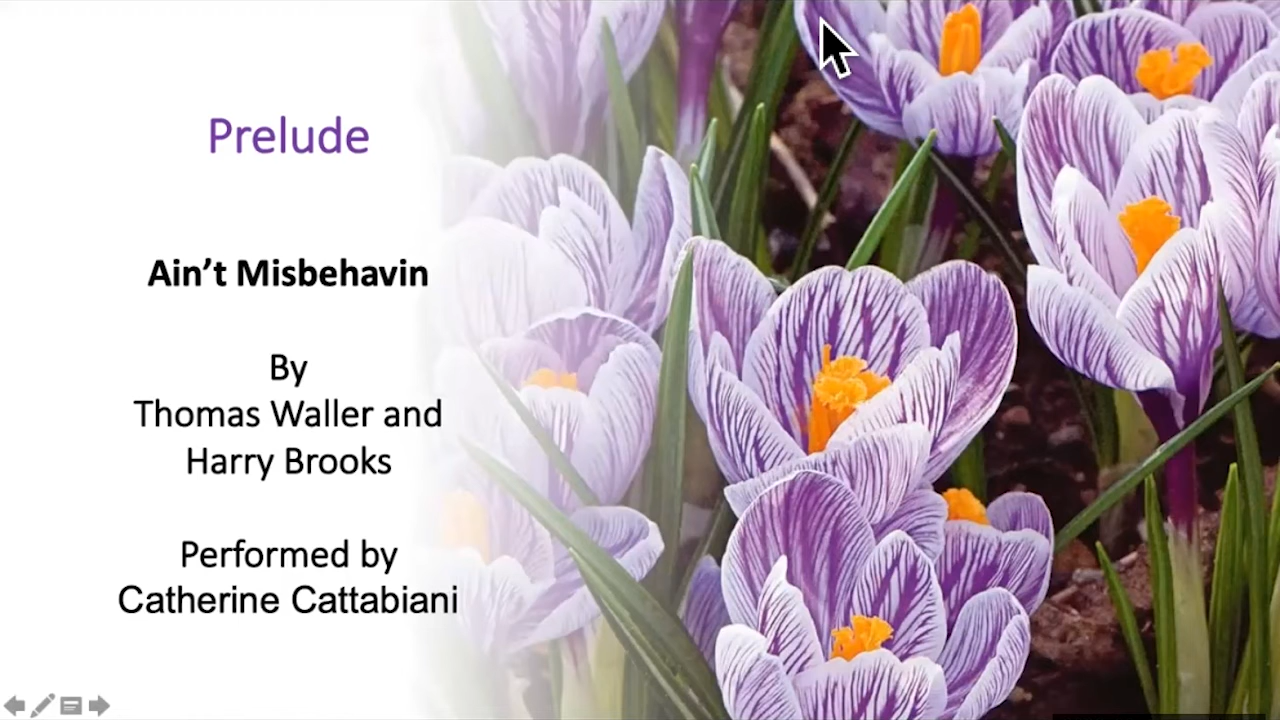 Prelude
Ain’t Misbehavin
By
Thomas Waller and
Harry Brooks
Performed by
Catherine Cattabiani